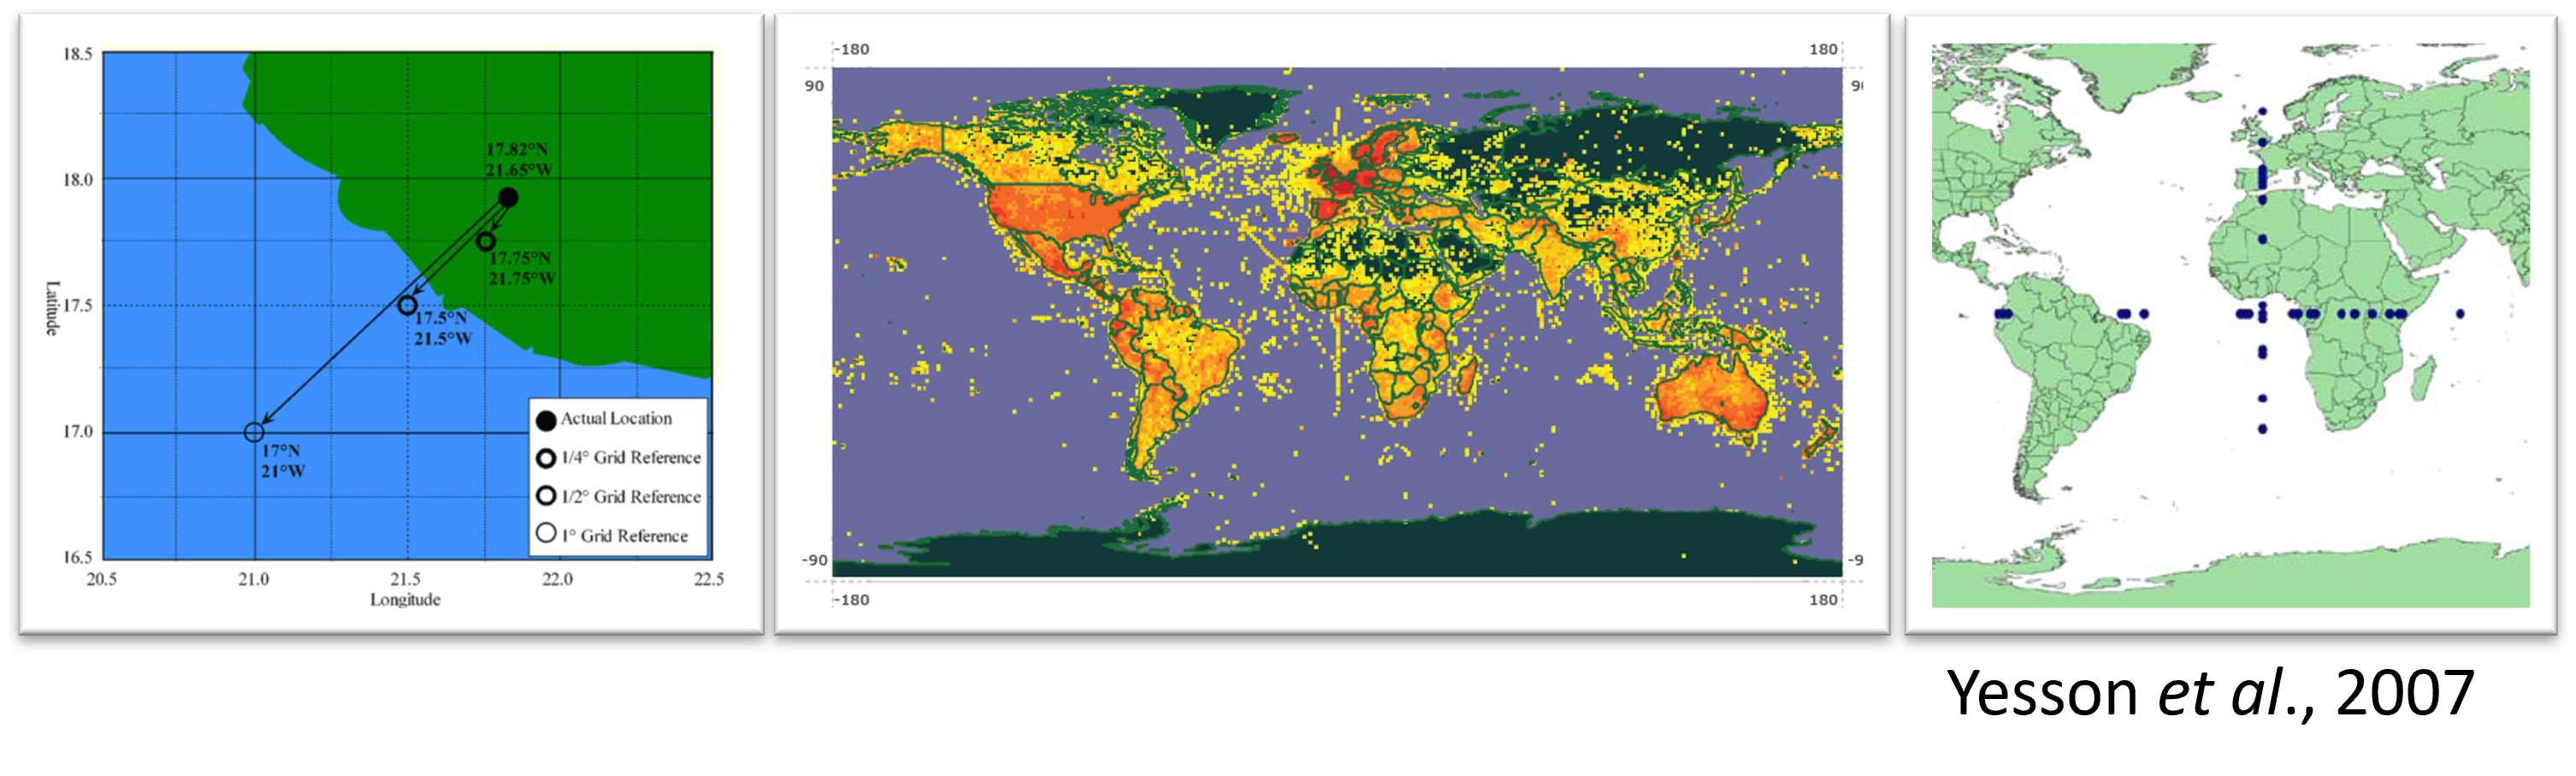 18.5
18.0
17.5
17.0
16.5
Latitude
20.5
21.0
21.5
22.0
22.5
Longitude
17.82°N
21.65°W
17.75°N
21.75°W
17.5°N
21.5°W
17°N
21°W
Actual Location
1/4° Grid Reference
1/2° Grid Reference
1° Grid Reference
-180
180
90
9
-90
-9
-180
180
Yesson et al., 2007